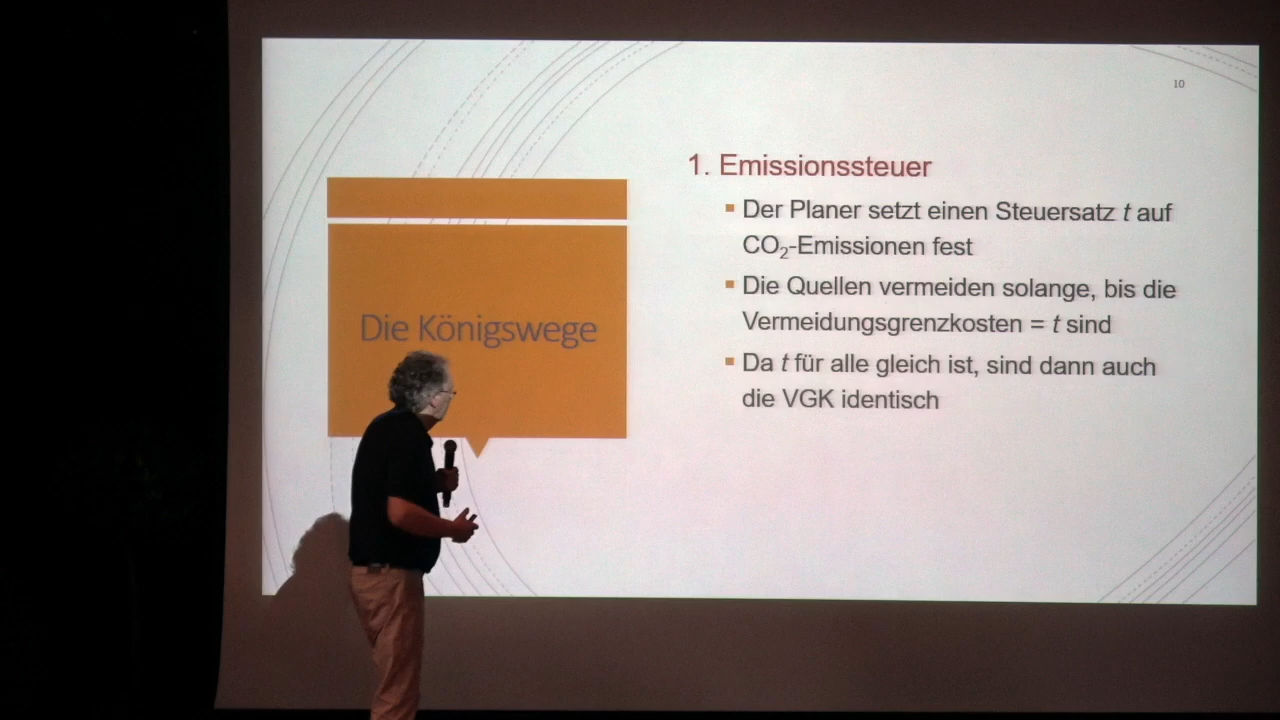 10
Die Königswege
1. Emissionssteuer
▪ Der Planer setzt einen Steuersatz t auf
CO₂-Emissionen fest
▪ Die Quellen vermeiden solange, bis die
Vermeidungsgrenzkosten = t sind
▪ Da t für alle gleich ist, sind dann auch
die VGK identisch